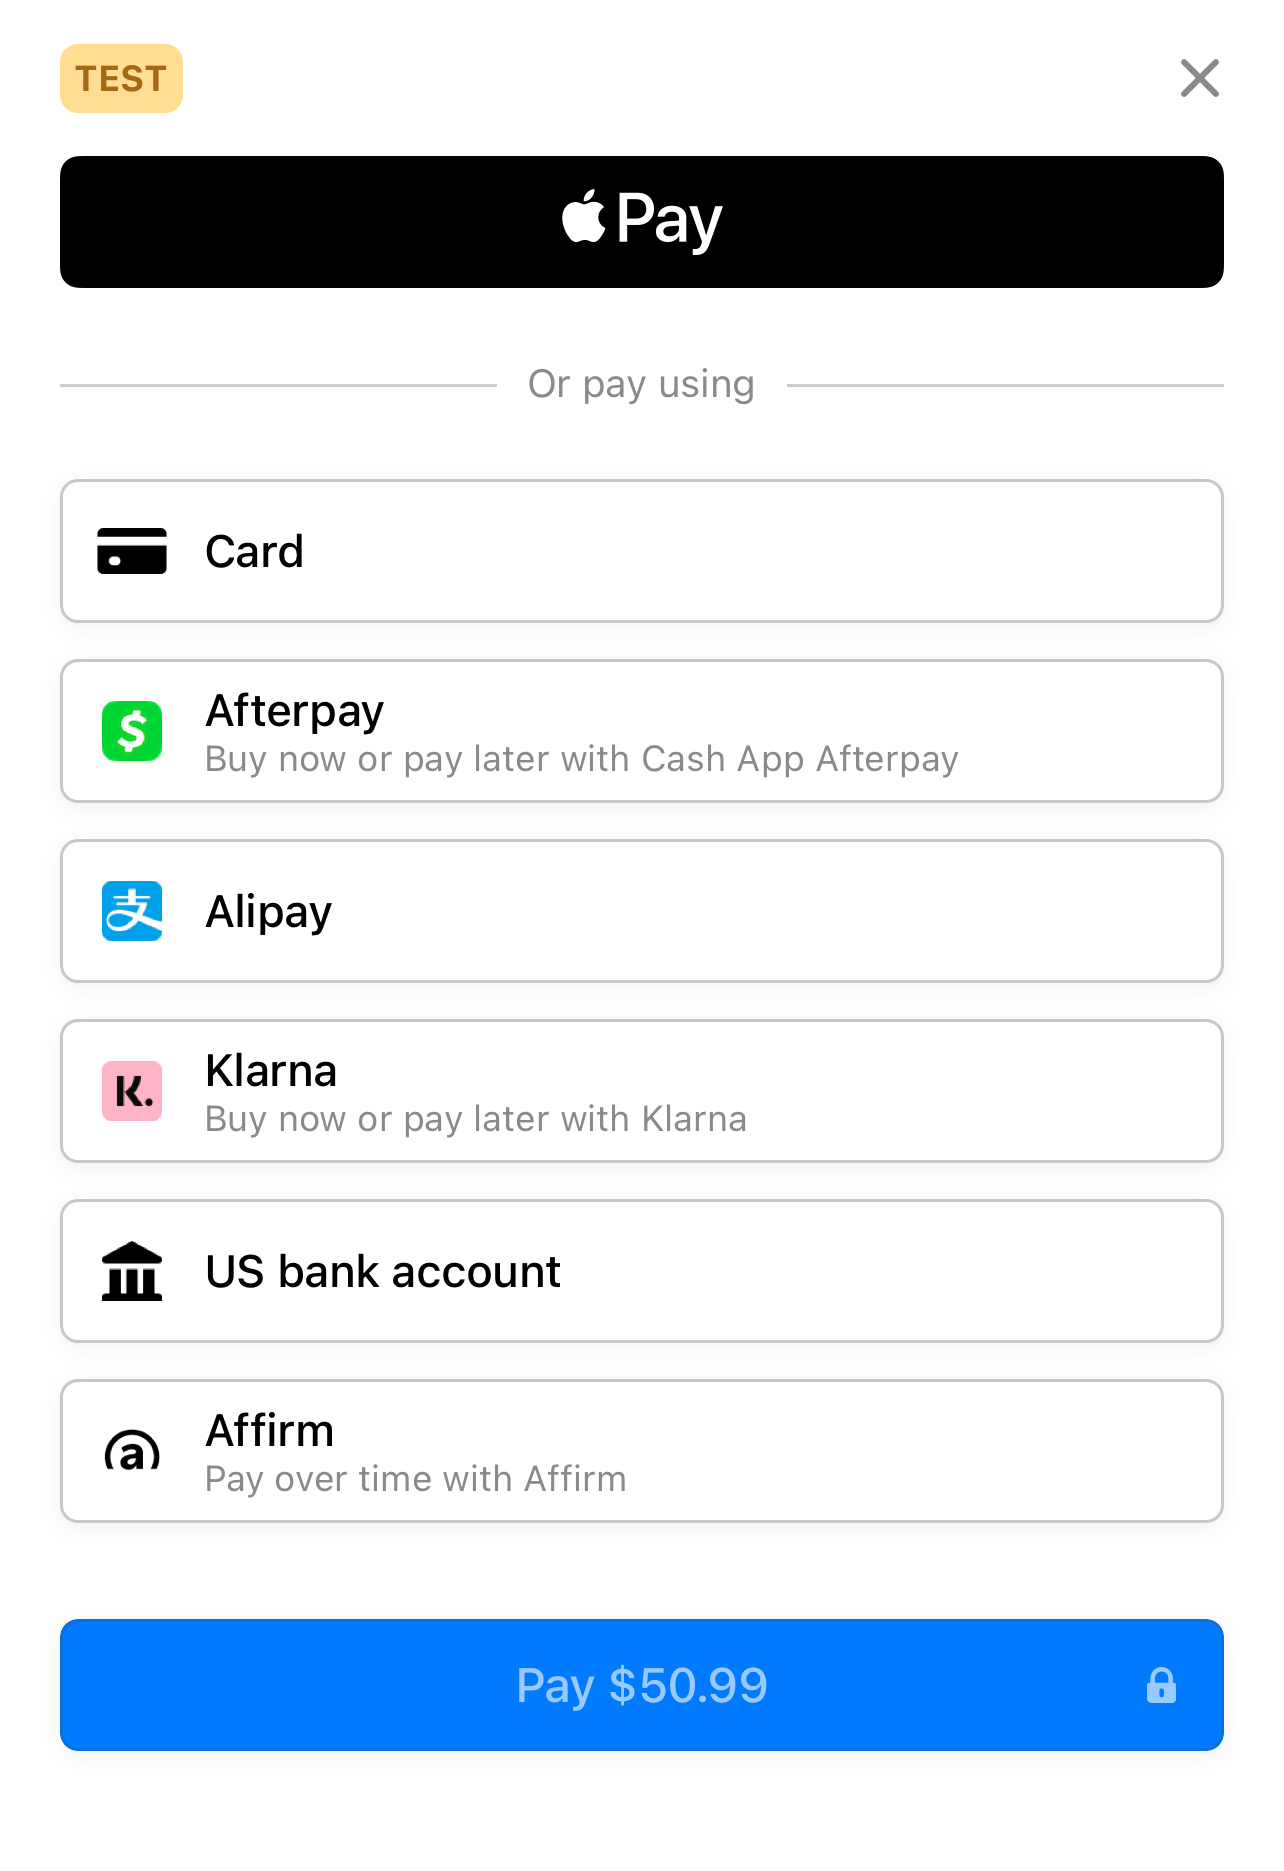 TEST
Pay
Or pay using
Card
Afterpay
Buy now or pay later with Cash App Afterpay
支
Alipay
K.
Klarna
Buy now or pay later with Klarna
US bank account
a
Affirm
Pay over time with Affirm
Pay $50.99